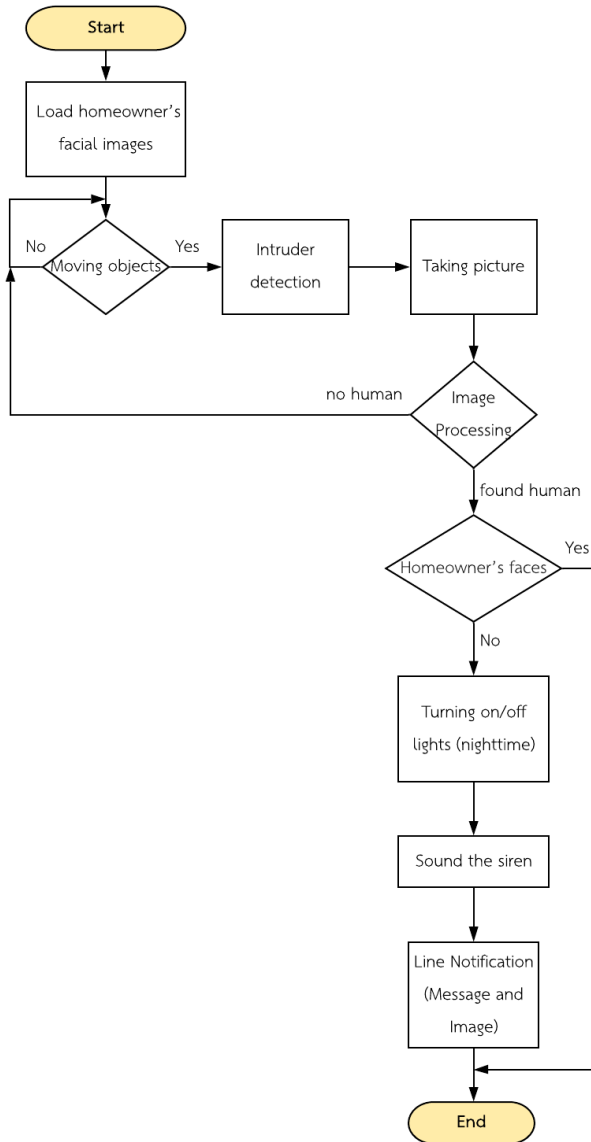 Start
Load homeowner's
facial images
No
Moving objects
Yes
Intruder
detection
Taking picture
no human
Image
Processing
found human
Homeowner's faces
Yes
No
Turning on/off
lights (nighttime)
Sound the siren
Line Notification
(Message and
Image)
End